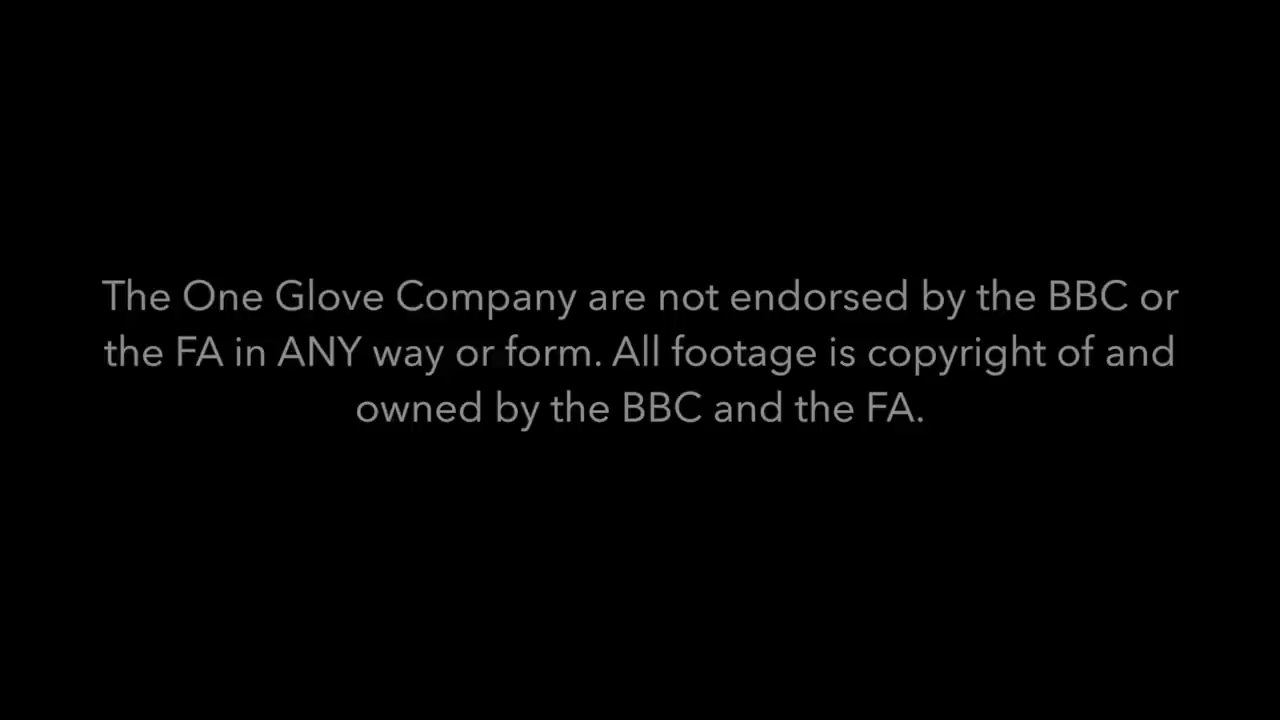 The One Glove Company are not endorsed by the BBC or
the FA in ANY way or form. All footage is copyright of and
owned by the BBC and the FA.